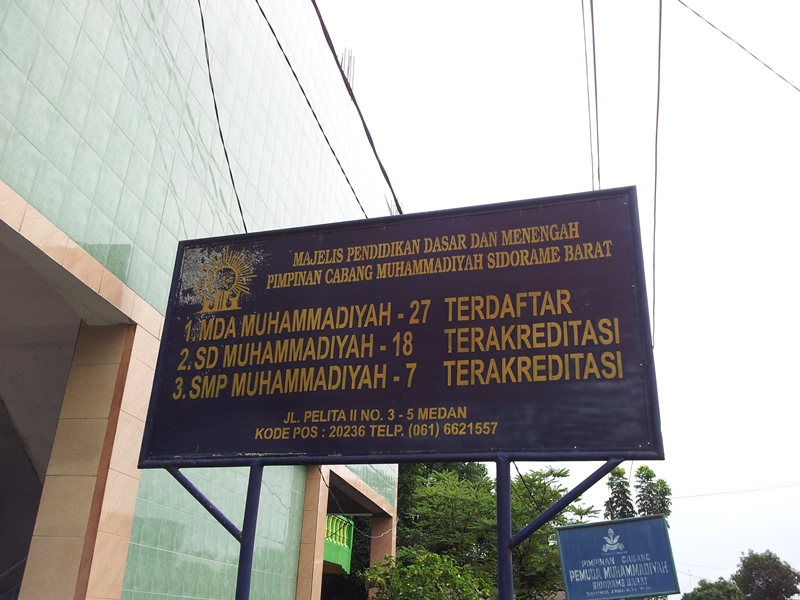 MAJELIS PENDIDIKAN DASAR DAN MENENGAH
PIMPINAN CABANG MUHAMMADIYAH SIDORAME BARAT
1. MDA MUHAMMADIYAH - 27 TERDAFTAR
2. SD MUHAMMADIYAH - 18 TERAKREDITASI
3. SMP MUHAMMADIYAH - 7 TERAKREDITASI
JL. PELITA II NO. 3 - 5 MEDAN
KODE POS : 20236 TELP. (061) 6621557
PIMPINAN CABANG
PEMUDA MUHAMMADIYAH
SIDORAME BARAT